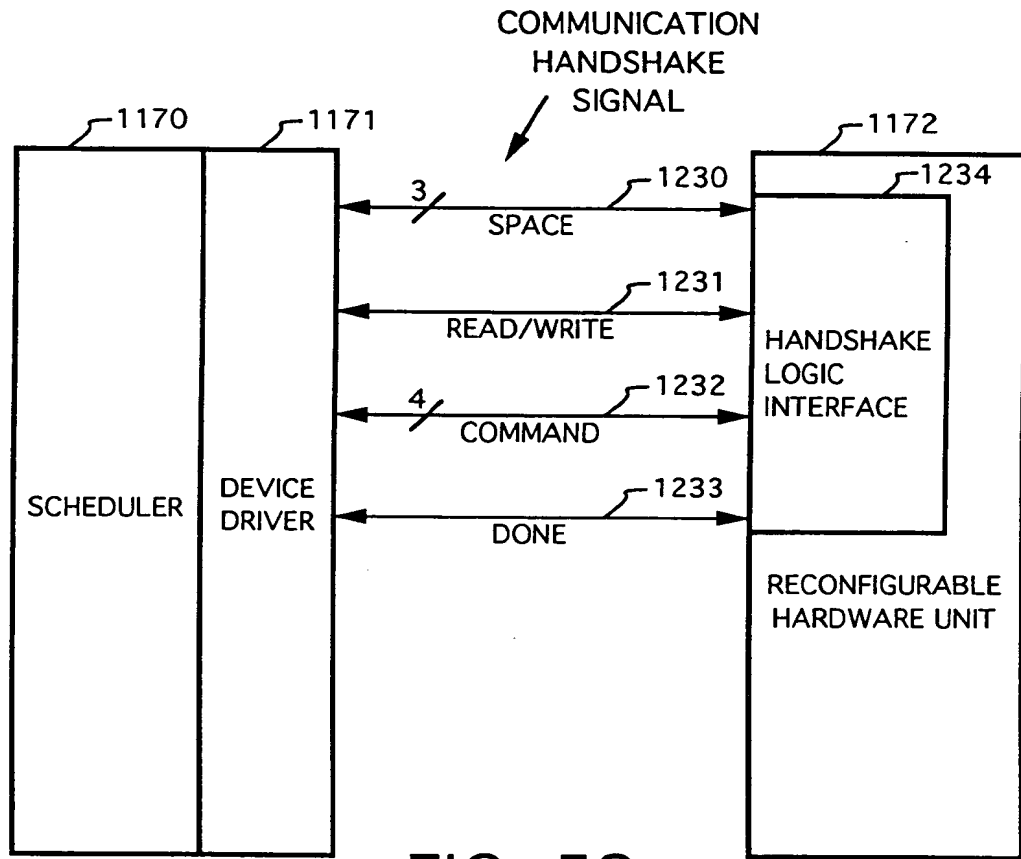 COMMUNICATION
HANDSHAKE
SIGNAL
1170
1171
1172
1234
3
1230
SPACE
1231
READ/WRITE
4
1232
COMMAND
1233
DONE
SCHEDULER
DEVICE
DRIVER
HANDSHAKE
LOGIC
INTERFACE
RECONFIGURABLE
HARDWARE UNIT